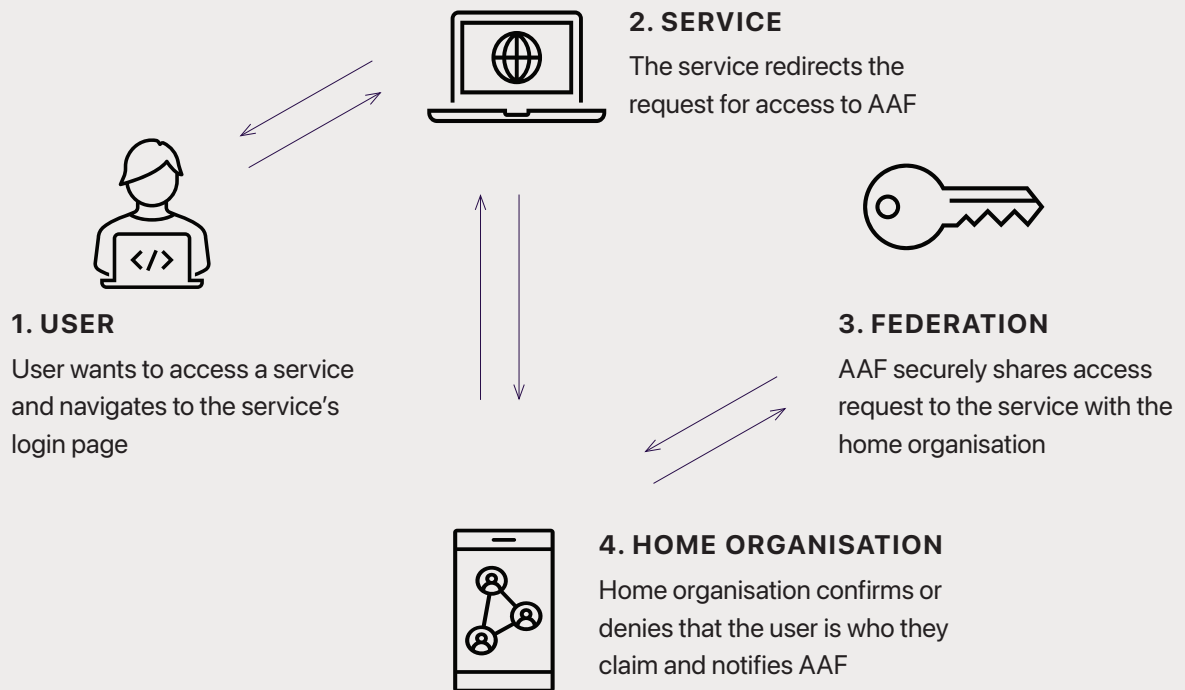 2. SERVICE
The service redirects the
request for access to AAF
</>
1. USER
User wants to access a service
and navigates to the service’s
login page
3. FEDERATION
AAF securely shares access
request to the service with the
home organisation
4. HOME ORGANISATION
Home organisation confirms or
denies that the user is who they
claim and notifies AAF